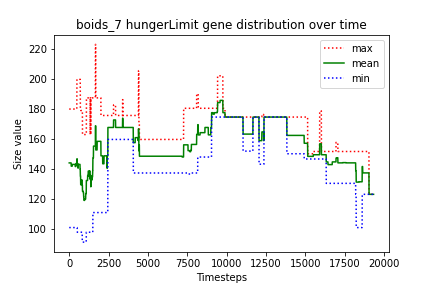 boids_7 hungerLimit gene distribution over time
max
mean
min
Size value
220
200
180
160
140
120
100
0
2500
5000
7500
10000
12500
15000
17500
20000
Timesteps